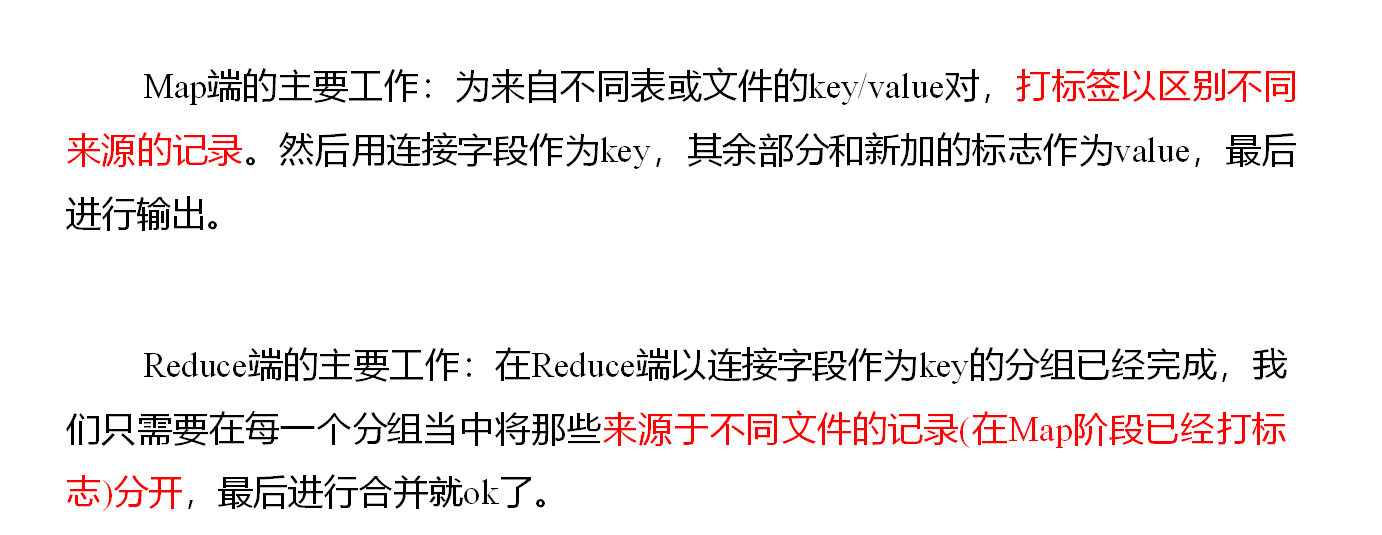 Map端的主要工作：为来自不同表或文件的key/value对，打标签以区别不同
来源的记录。然后用连接字段作为key，其余部分和新加的标志作为value，最后
进行输出。
Reduce端的主要工作：在Reduce端以连接字段作为key的分组已经完成，我
们只需要在每一个分组当中将那些来源于不同文件的记录(在Map阶段已经打标
志)分开，最后进行合并就ok了。